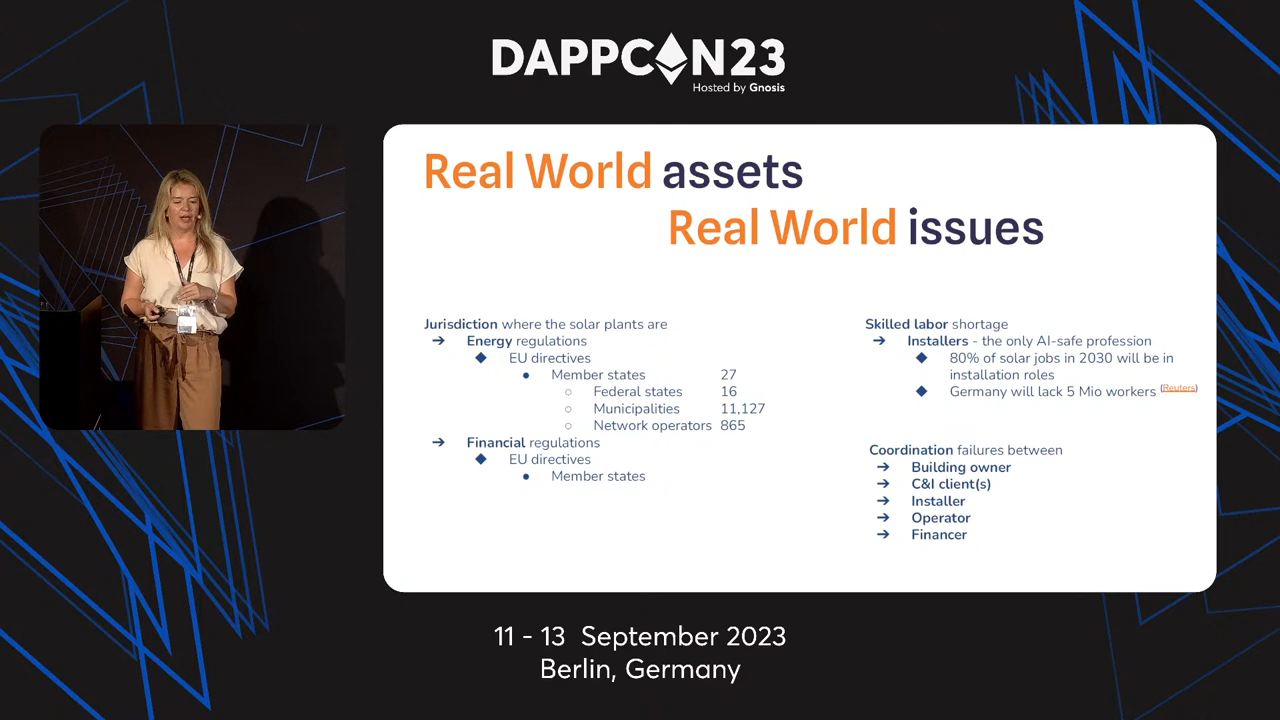 DAPPCON23
Hosted by Gnosis
Real World assets
Real World issues
Jurisdiction where the solar plants are
➔ Energy regulations
◆ EU directives
● Member states 27
○ Federal states 16
○ Municipalities 11,127
○ Network operators 865
➔ Financial regulations
◆ EU directives
● Member states
Skilled labor shortage
➔ Installers - the only AI-safe profession
◆ 80% of solar jobs in 2030 will be in
installation roles
◆ Germany will lack 5 Mio workers (Reuters)
Coordination failures between
➔ Building owner
➔ C&I client(s)
➔ Installer
➔ Operator
➔ Financer
11 - 13 September 2023
Berlin, Germany